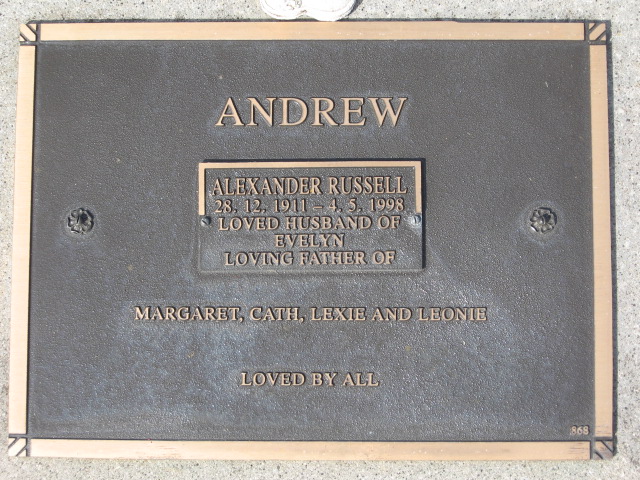 ANDREW
ALEXANDER RUSSELL
28. 12. 1911 – 4. 5. 1998
LOVED HUSBAND OF
EVELYN
LOVING FATHER OF
MARGARET, CATH, LEXIE AND LEONIE
LOVED BY ALL
868